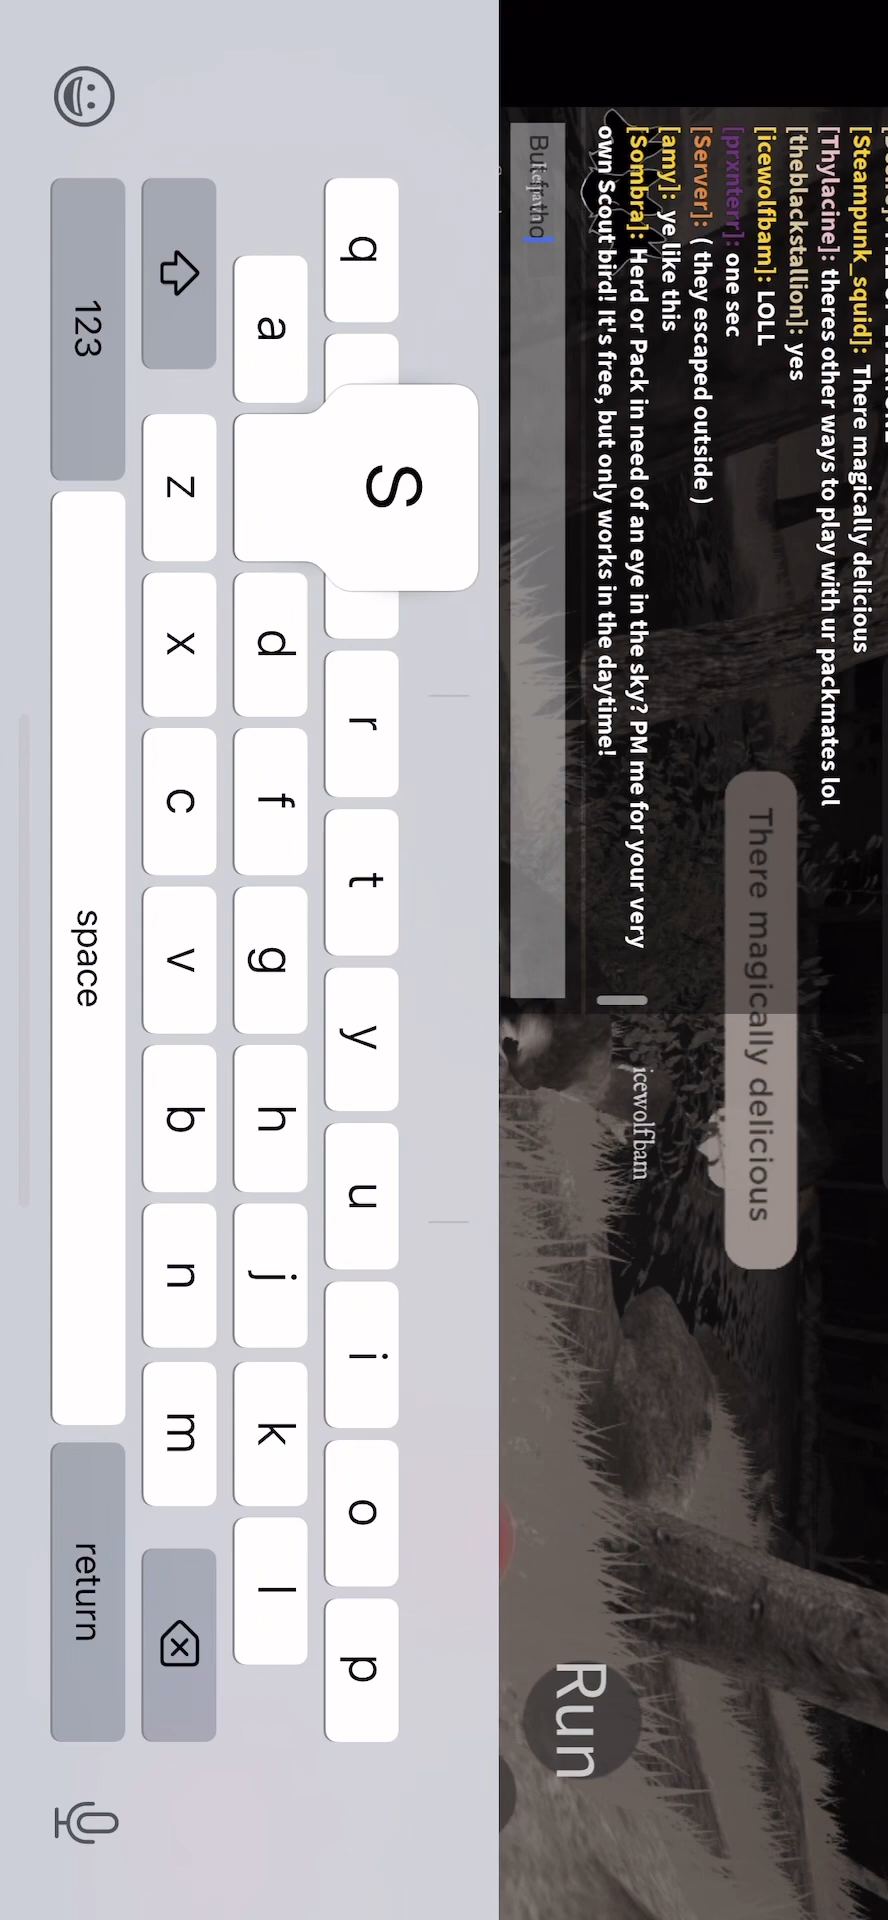 [Steampunk_squid]: There magically delicious
[Thylacine]: theres other ways to play with ur packmates lol
[theblackstallion]: yes
[icewolfbam]: LOLL
[prxnterr]: one sec
[Server]: ( they escaped outside )
[amy]: ye like this
[Sombra]: Herd or Pack in need of an eye in the sky? PM me for your very
own Scout bird! It's free, but only works in the daytime!
There magically delicious
icewolfbam
Run
S
q r t y u i o p
a d f g h j k l
z x c v b n m
123 space return